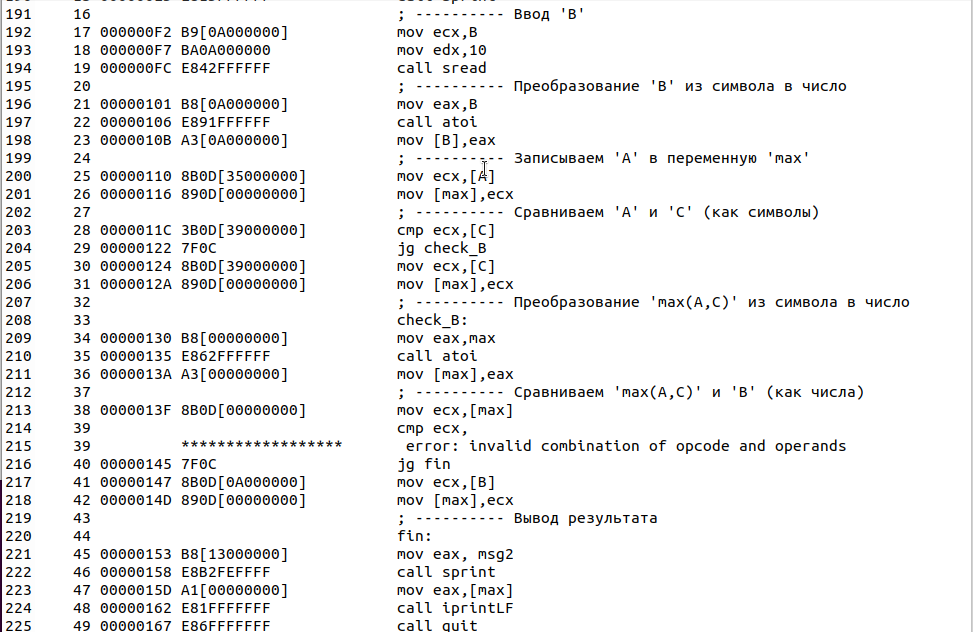 191 16 ; ---------- Ввод 'B'
192 17 000000F2 B9[0A000000] mov ecx,B
193 18 000000F7 BA0A000000 mov edx,10
194 19 000000FC E842FFFFFF call sread
195 20 ; ---------- Преобразование 'B' из символа в число
196 21 00000101 B8[0A000000] mov eax,B
197 22 00000106 E891FFFFFF call atoi
198 23 0000010B A3[0A000000] mov [B],eax
199 24 ; ---------- Записываем 'A' в переменную 'max'
200 25 00000110 8B0D[35000000] mov ecx,[A]
201 26 00000116 890D[00000000] mov [max],ecx
202 27 ; ---------- Сравниваем 'A' и 'С' (как символы)
203 28 0000011C 3B0D[39000000] cmp ecx,[C]
204 29 00000122 7F0C jg check_B
205 30 00000124 8B0D[39000000] mov ecx,[C]
206 31 0000012A 890D[00000000] mov [max],ecx
207 32 ; ---------- Преобразование 'max(A,C)' из символа в число
208 33 check_B:
209 34 00000130 B8[00000000] mov eax,max
210 35 00000135 E862FFFFFF call atoi
211 36 0000013A A3[00000000] mov [max],eax
212 37 ; ---------- Сравниваем 'max(A,C)' и 'B' (как числа)
213 38 0000013F 8B0D[00000000] mov ecx,[max]
214 39 cmp ecx,
215 39 ****************** error: invalid combination of opcode and operands
216 40 00000145 7F0C jg fin
217 41 00000147 8B0D[0A000000] mov ecx,[B]
218 42 0000014D 890D[00000000] mov [max],ecx
219 43 ; ---------- Вывод результата
220 44 fin:
221 45 00000153 B8[13000000] mov eax, msg2
222 46 00000158 E8B2FEFFFF call sprint
223 47 0000015D A1[00000000] mov eax,[max]
224 48 00000162 E81FFFFFFF call iprintLF
225 49 00000167 E86FFFFFFF call quit